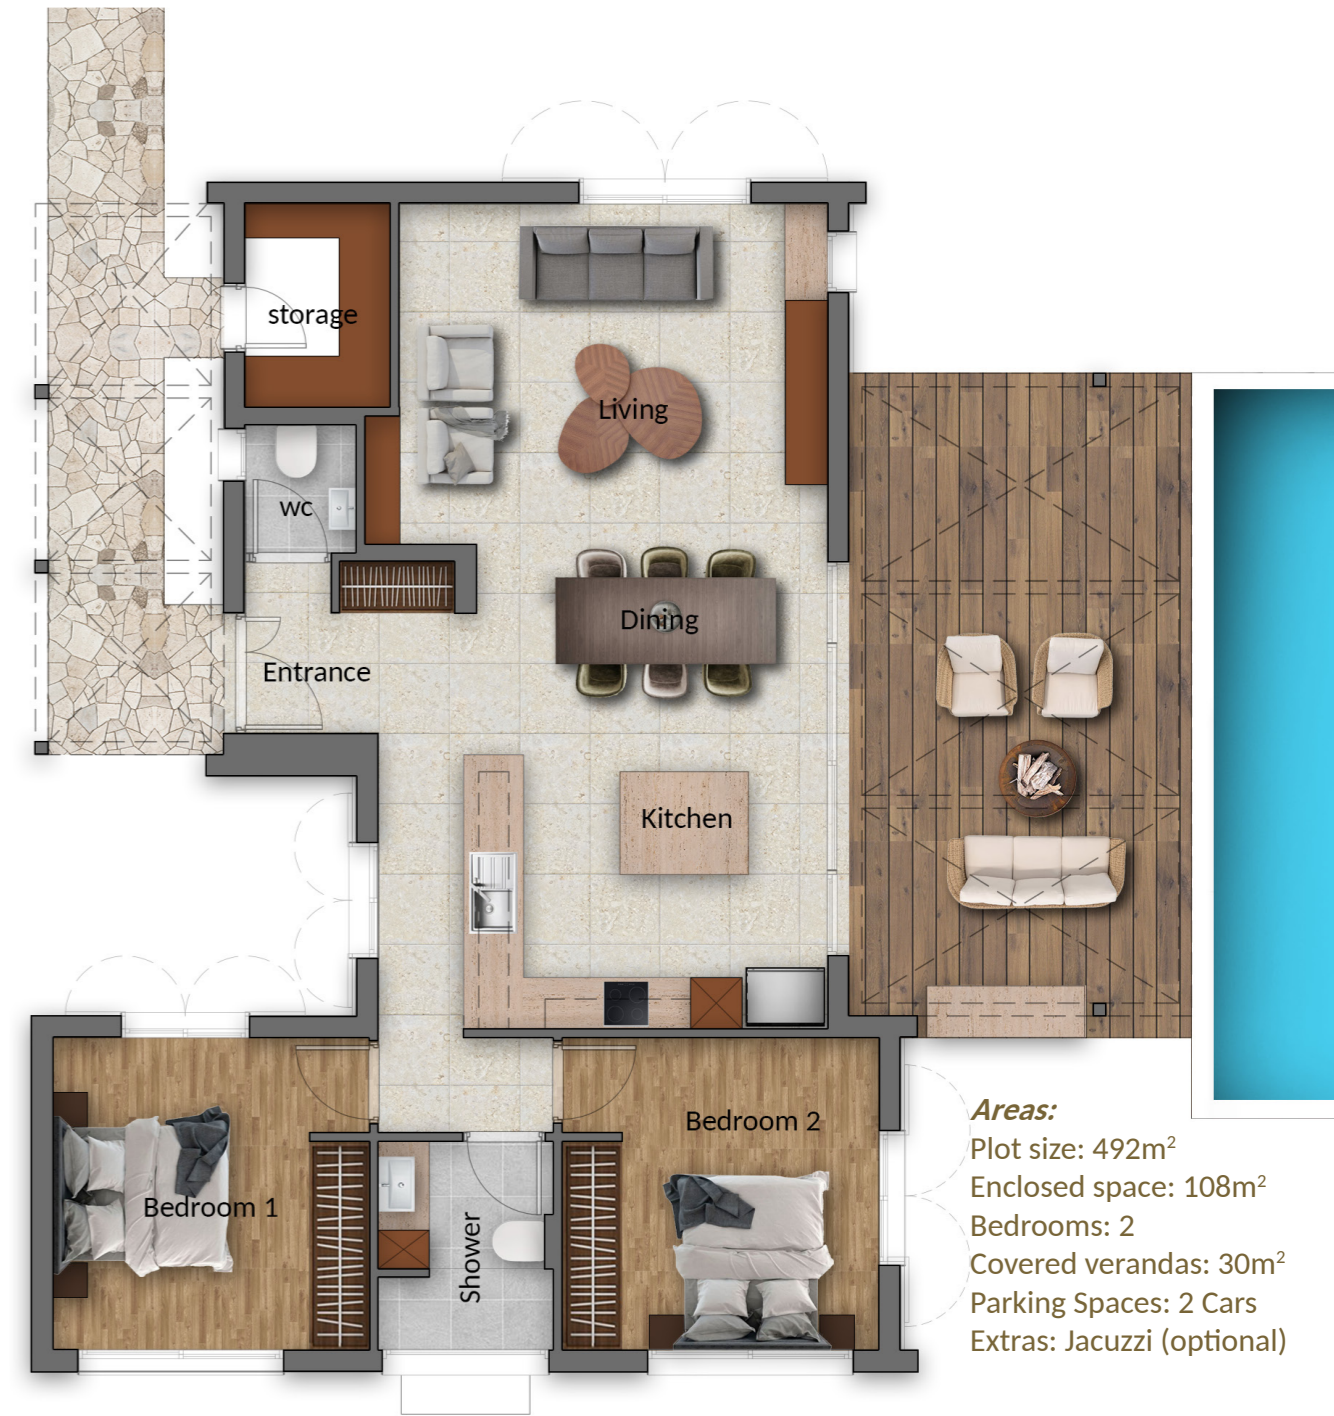 storage
Living
wc
Dining
Entrance
Kitchen
Bedroom 2
Bedroom 1
Shower
Areas:
Plot size: 492m²
Enclosed space: 108m²
Bedrooms: 2
Covered verandas: 30m²
Parking Spaces: 2 Cars
Extras: Jacuzzi (optional)